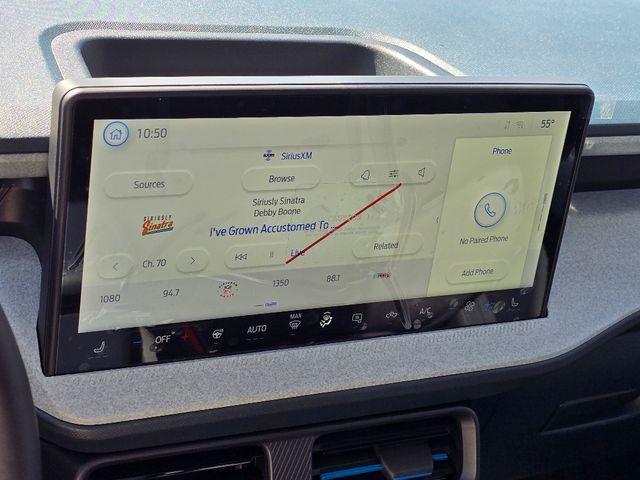 10:50
55°
SiriusXM
Phone
Sources
Browse
Siriusly Sinatra
Debby Boone
SIRIUSLY
Sinatra
I've Grown Accustomed To ...
No Paired Phone
Ch. 70
Live
Related
Add Phone
1080
94.7
1350
88.1
OFF
AUTO
MAX
A/C